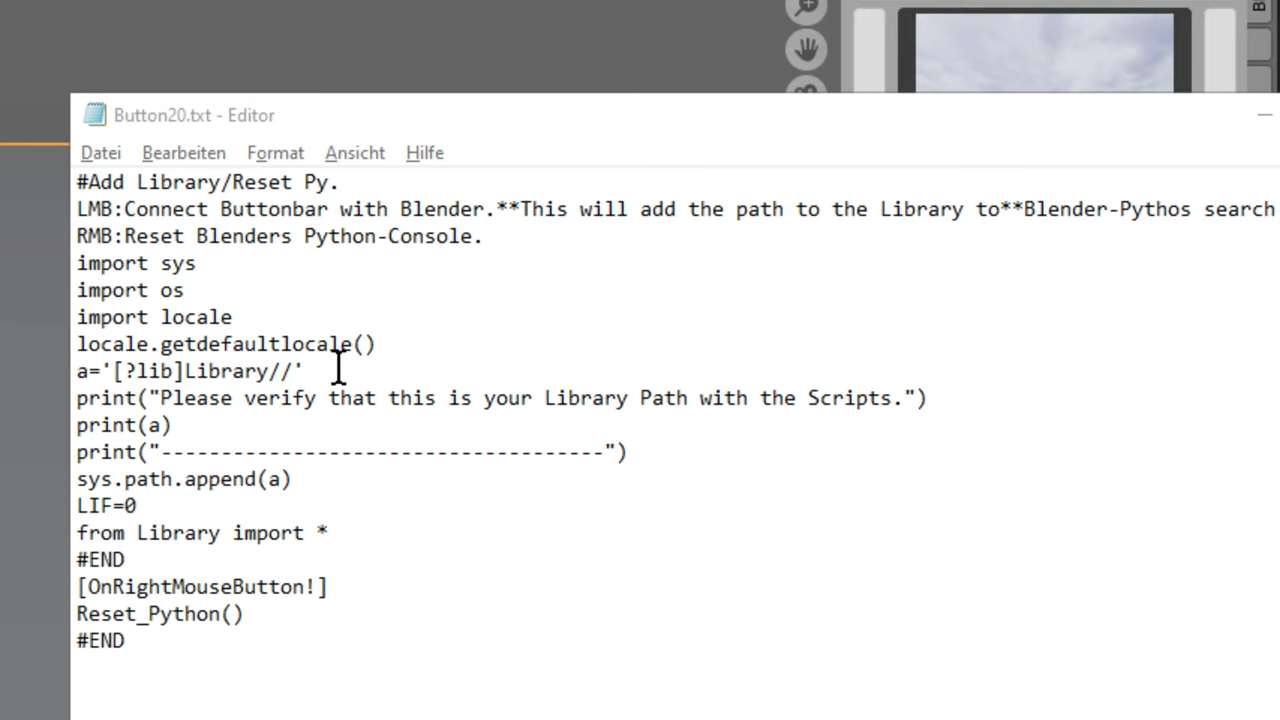 Button20.txt - Editor
Datei Bearbeiten Format Ansicht Hilfe
#Add Library/Reset Py.
LMB:Connect Buttonbar with Blender.**This will add the path to the Library to**Blender-Pythos search
RMB:Reset Blenders Python-Console.
import sys
import os
import locale
locale.getdefaultlocale()
a='[?lib]Library//'
print("Please verify that this is your Library Path with the Scripts.")
print(a)
print("-------------------------------------")
sys.path.append(a)
LIF=0
from Library import *
#END
[OnRightMouseButton!]
Reset_Python()
#END